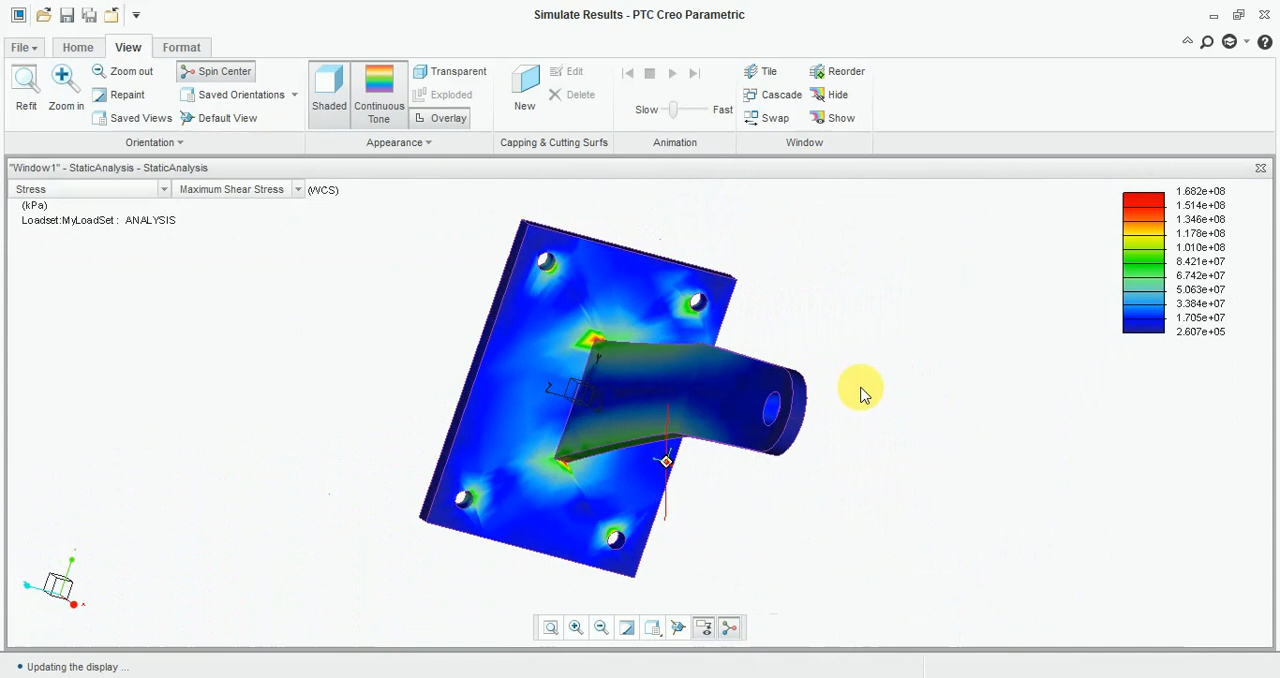 Simulate Results - PTC Creo Parametric
File Home View Format
Refit
Zoom in
Zoom out
Repaint
Saved Views
Spin Center
Saved Orientations
Default View
Orientation
Shaded
Continuous
Tone
Transparent
Exploded
Overlay
Appearance
New
Edit
Delete
Capping & Cutting Surfs
Slow Fast
Animation
Tile
Cascade
Swap
Reorder
Hide
Show
Window
"Window1" - StaticAnalysis - StaticAnalysis
Stress Maximum Shear Stress (WCS)
(kPa)
Loadset:MyLoadSet : ANALYSIS
1.682e+08
1.514e+08
1.346e+08
1.178e+08
1.010e+08
8.421e+07
6.742e+07
5.063e+07
3.384e+07
1.705e+07
2.607e+05
Y
Z
x
Updating the display ...